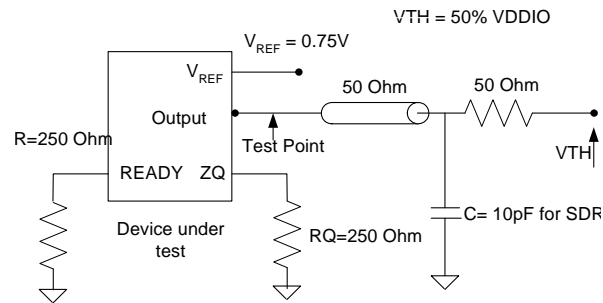 VTH = 50% VDDIO
VREF = 0.75V
VREF
50 Ohm
50 Ohm
Output
R=250 Ohm
Test Point
VTH
READY ZQ
Device under
test
RQ=250 Ohm
C= 10pF for SDR